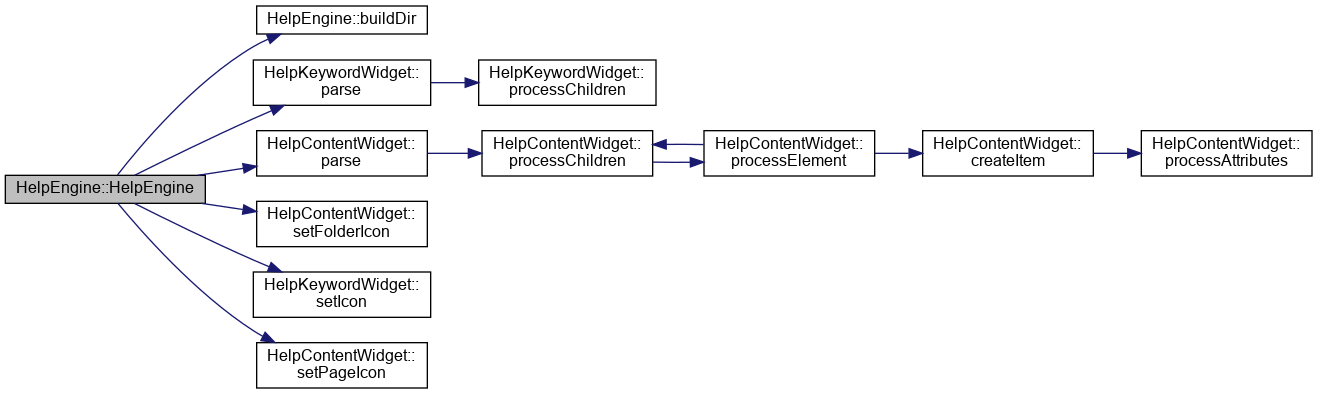 HelpEngine::HelpEngine
HelpEngine::buildDir
HelpKeywordWidget::
parse
HelpKeywordWidget::
processChildren
HelpContentWidget::
parse
HelpContentWidget::
processChildren
HelpContentWidget::
processElement
HelpContentWidget::
createItem
HelpContentWidget::
processAttributes
HelpContentWidget::
setFolderIcon
HelpKeywordWidget::
setIcon
HelpContentWidget::
setPageIcon